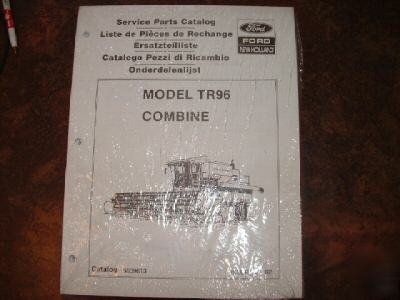 Service Parts Catalog
Liste de Pièces de Rechange
Ersatzteilliste
Catalogo Pezzi di Ricambio
Onderdelenlijst
Ford
FORD
NEW HOLLAND
MODEL TR96
COMBINE
Catalog